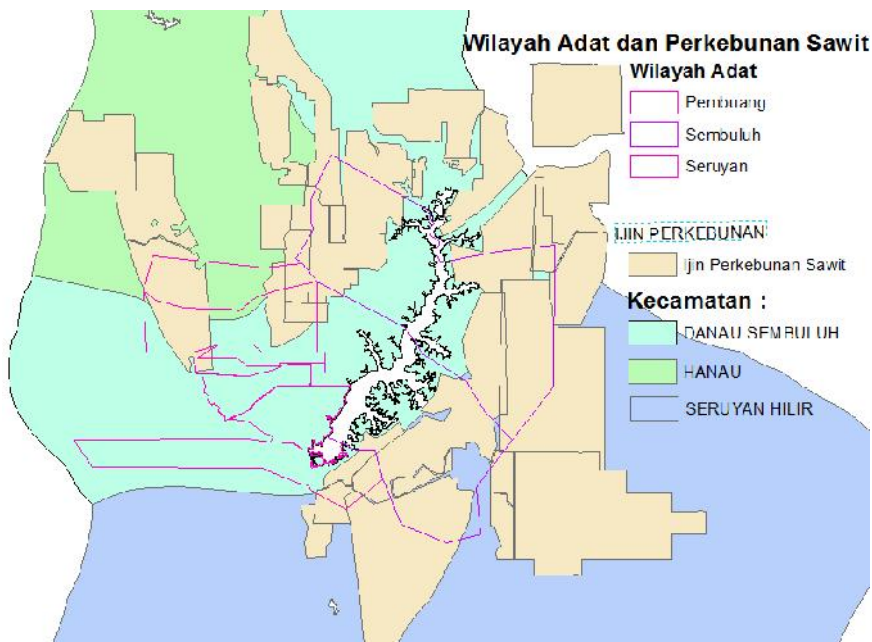 Wilayah Adat dan Perkebunan Sawit
Wilayah Adat
Pembuang
Sembuluh
Seruyan
IJIN PERKEBUNAN
Ijin Perkebunan Sawit
Kecamatan :
DANAU SEMBULUH
HANAU
SERUYAN HILIR